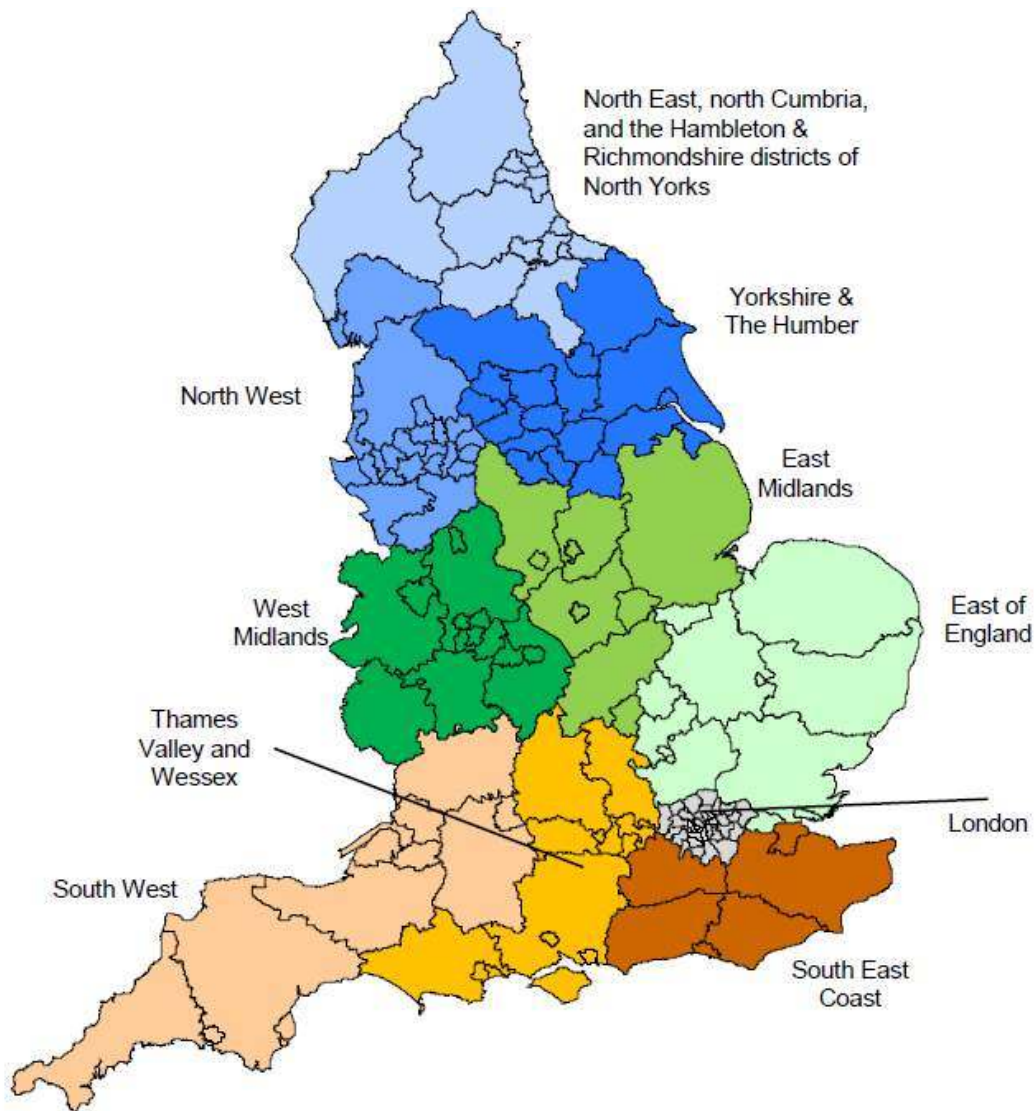 North East, north Cumbria,
and the Hambleton &
Richmondshire districts of
North Yorks
Yorkshire &
The Humber
North West
East
Midlands
West
Midlands
East of
England
Thames
Valley and
Wessex
London
South West
South East
Coast